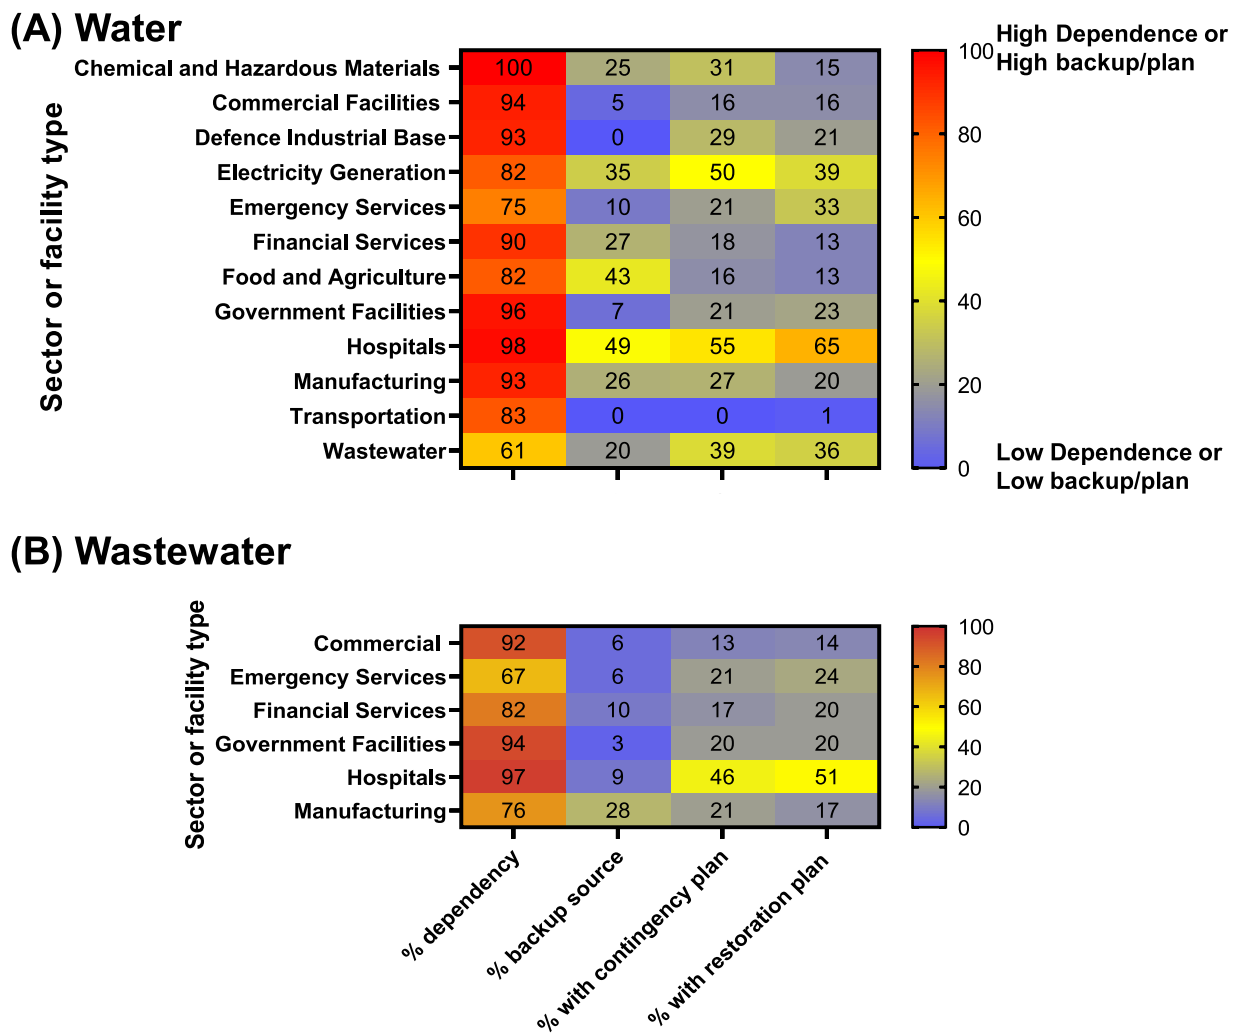 (A) Water
High Dependence or
High backup/plan
Sector or facility type
Chemical and Hazardous Materials 100 25 31 15
Commercial Facilities 94 5 16 16
Defence Industrial Base 93 0 29 21
Electricity Generation 82 35 50 39
Emergency Services 75 10 21 33
Financial Services 90 27 18 13
Food and Agriculture 82 43 16 13
Government Facilities 96 7 21 23
Hospitals 98 49 55 65
Manufacturing 93 26 27 20
Transportation 83 0 0 1
Wastewater 61 20 39 36
100
80
60
40
20
0
Low Dependence or
Low backup/plan
(B) Wastewater
Sector or facility type
Commercial 92 6 13 14
Emergency Services 67 6 21 24
Financial Services 82 10 17 20
Government Facilities 94 3 20 20
Hospitals 97 9 46 51
Manufacturing 76 28 21 17
100
80
60
40
20
0
% dependency
% backup source
% with contingency plan
% with restoration plan